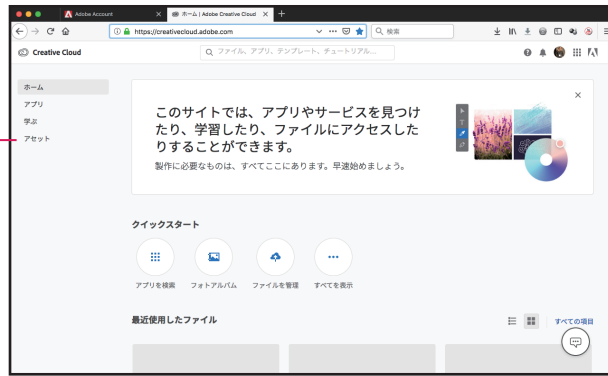 Adobe Account
ホーム | Adobe Creative Cloud
https://creativecloud.adobe.com
検索
Creative Cloud
ファイル、アプリ、テンプレート、チュートリアル...
ホーム
アプリ
学ぶ
アセット
このサイトでは、アプリやサービスを見つけ
たり、学習したり、ファイルにアクセスした
りすることができます。
製作に必要なものは、すべてここにあります。早速始めましょう。
クイックスタート
アプリを検索
フォトアルバム
ファイルを管理
すべてを表示
最近使用したファイル
すべての項目